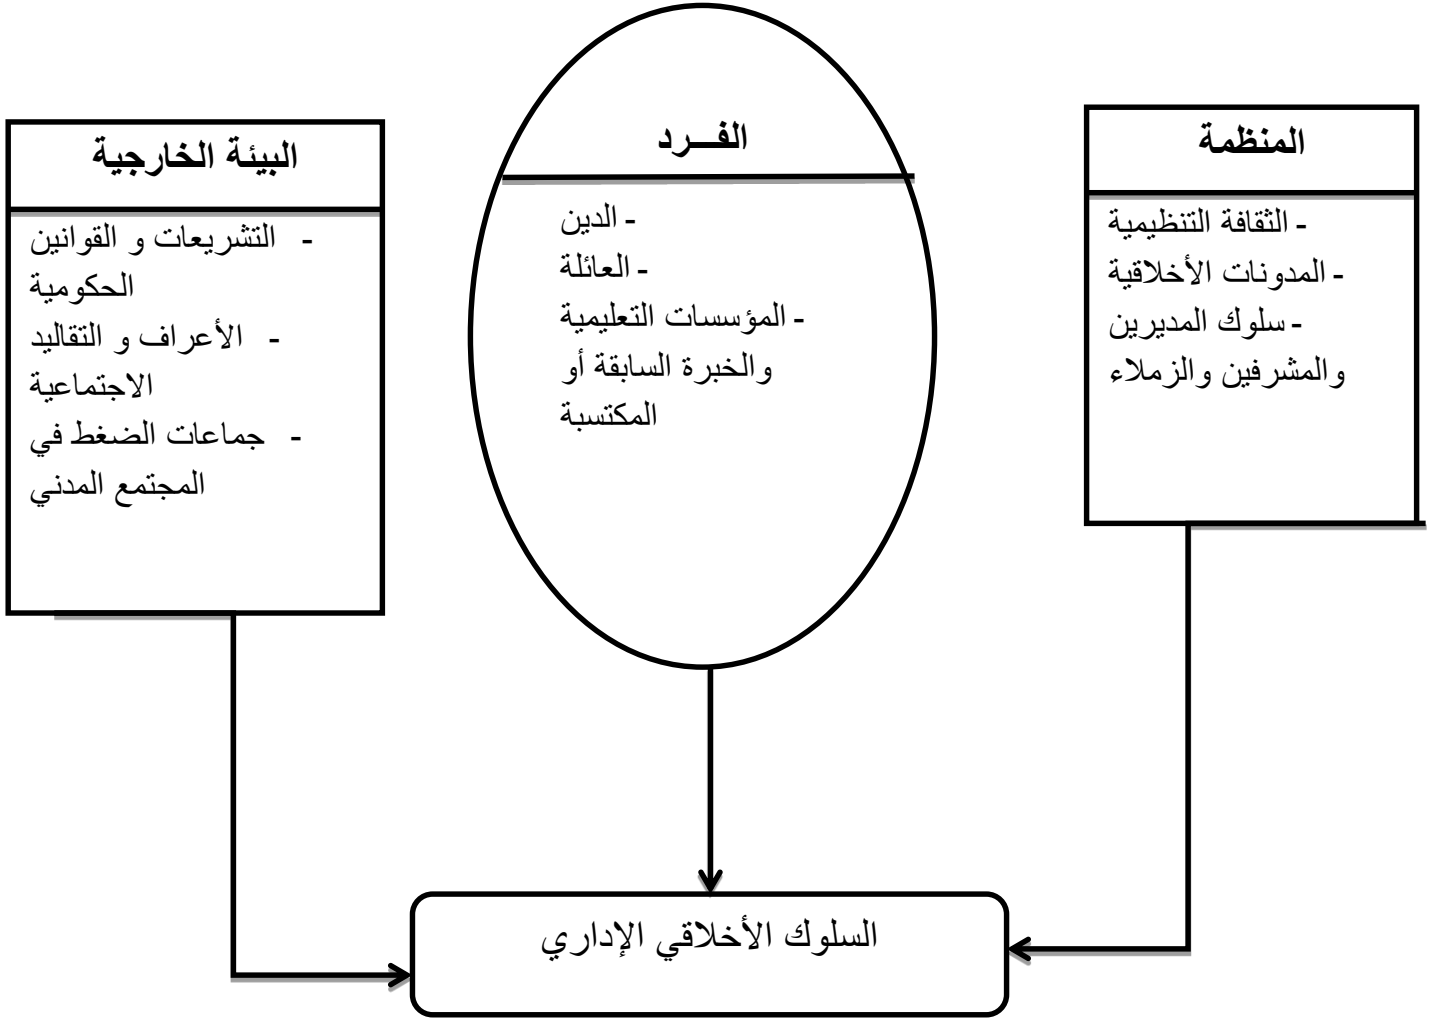 المنظمة
- الثقافة التنظيمية
- المدونات الأخلاقية
- سلوك المديرين
والمشرفين والزملاء
الفـــرد
- الدين
- العائلة
- المؤسسات التعليمية
والخبرة السابقة أو
المكتسبة
البيئة الخارجية
- التشريعات و القوانين
الحكومية
- الأعراف و التقاليد
الاجتماعية
- جماعات الضغط في
المجتمع المدني
السلوك الأخلاقي الإداري